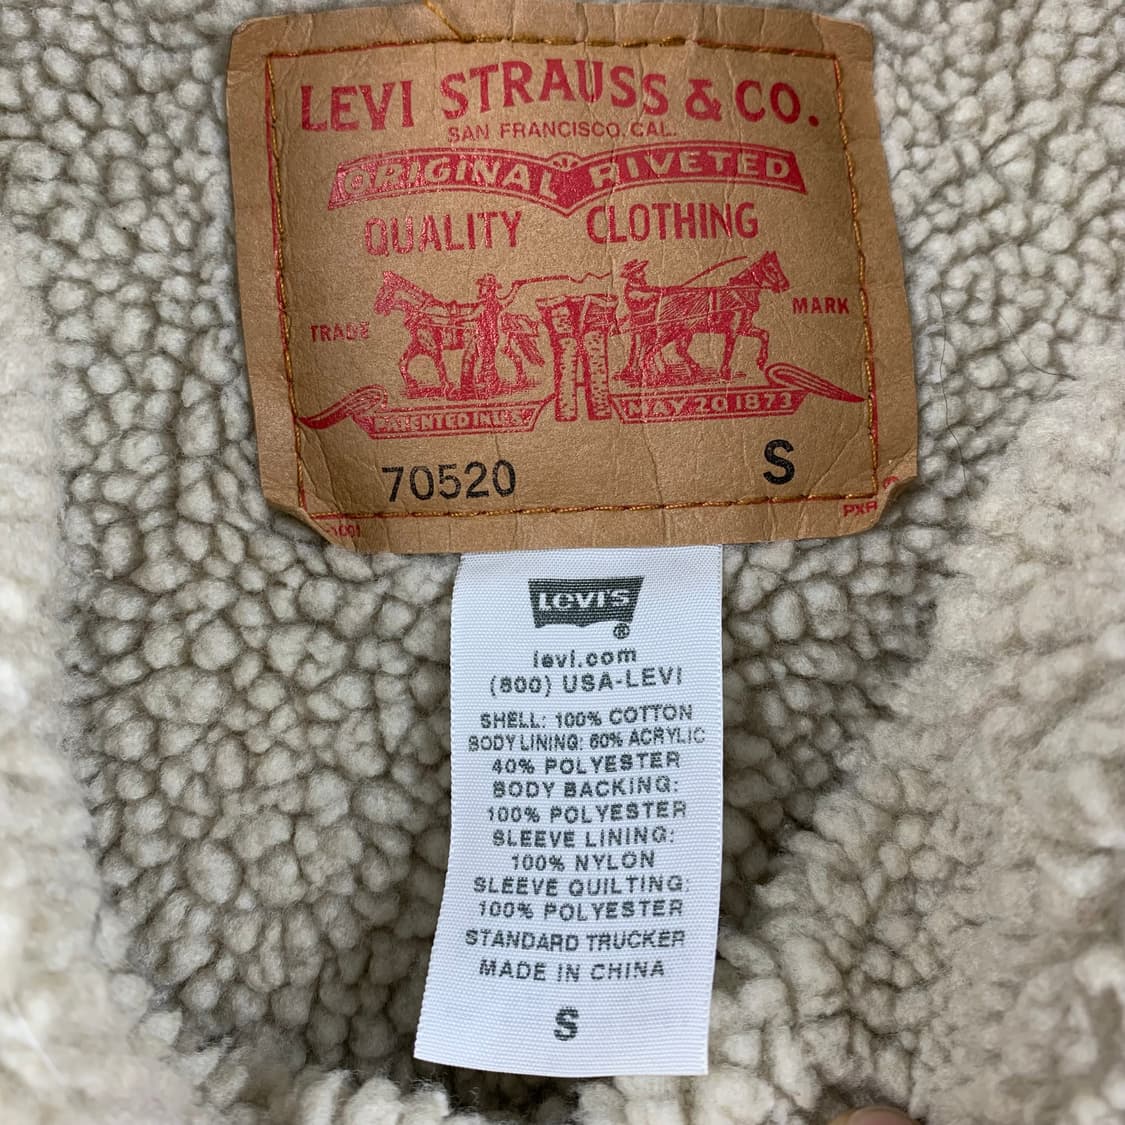 LEVI STRAUSS & CO.
SAN FRANCISCO, CAL.
ORIGINAL RIVETED
QUALITY CLOTHING
TRADE MARK
PATENTED IN U.S. MAY 20 1873
70520 S
PXR
LEVI'S
®
levi.com
(800) USA-LEVI
SHELL: 100% COTTON
BODY LINING: 60% ACRYLIC
40% POLYESTER
BODY BACKING:
100% POLYESTER
SLEEVE LINING:
100% NYLON
SLEEVE QUILTING:
100% POLYESTER
STANDARD TRUCKER
MADE IN CHINA
S